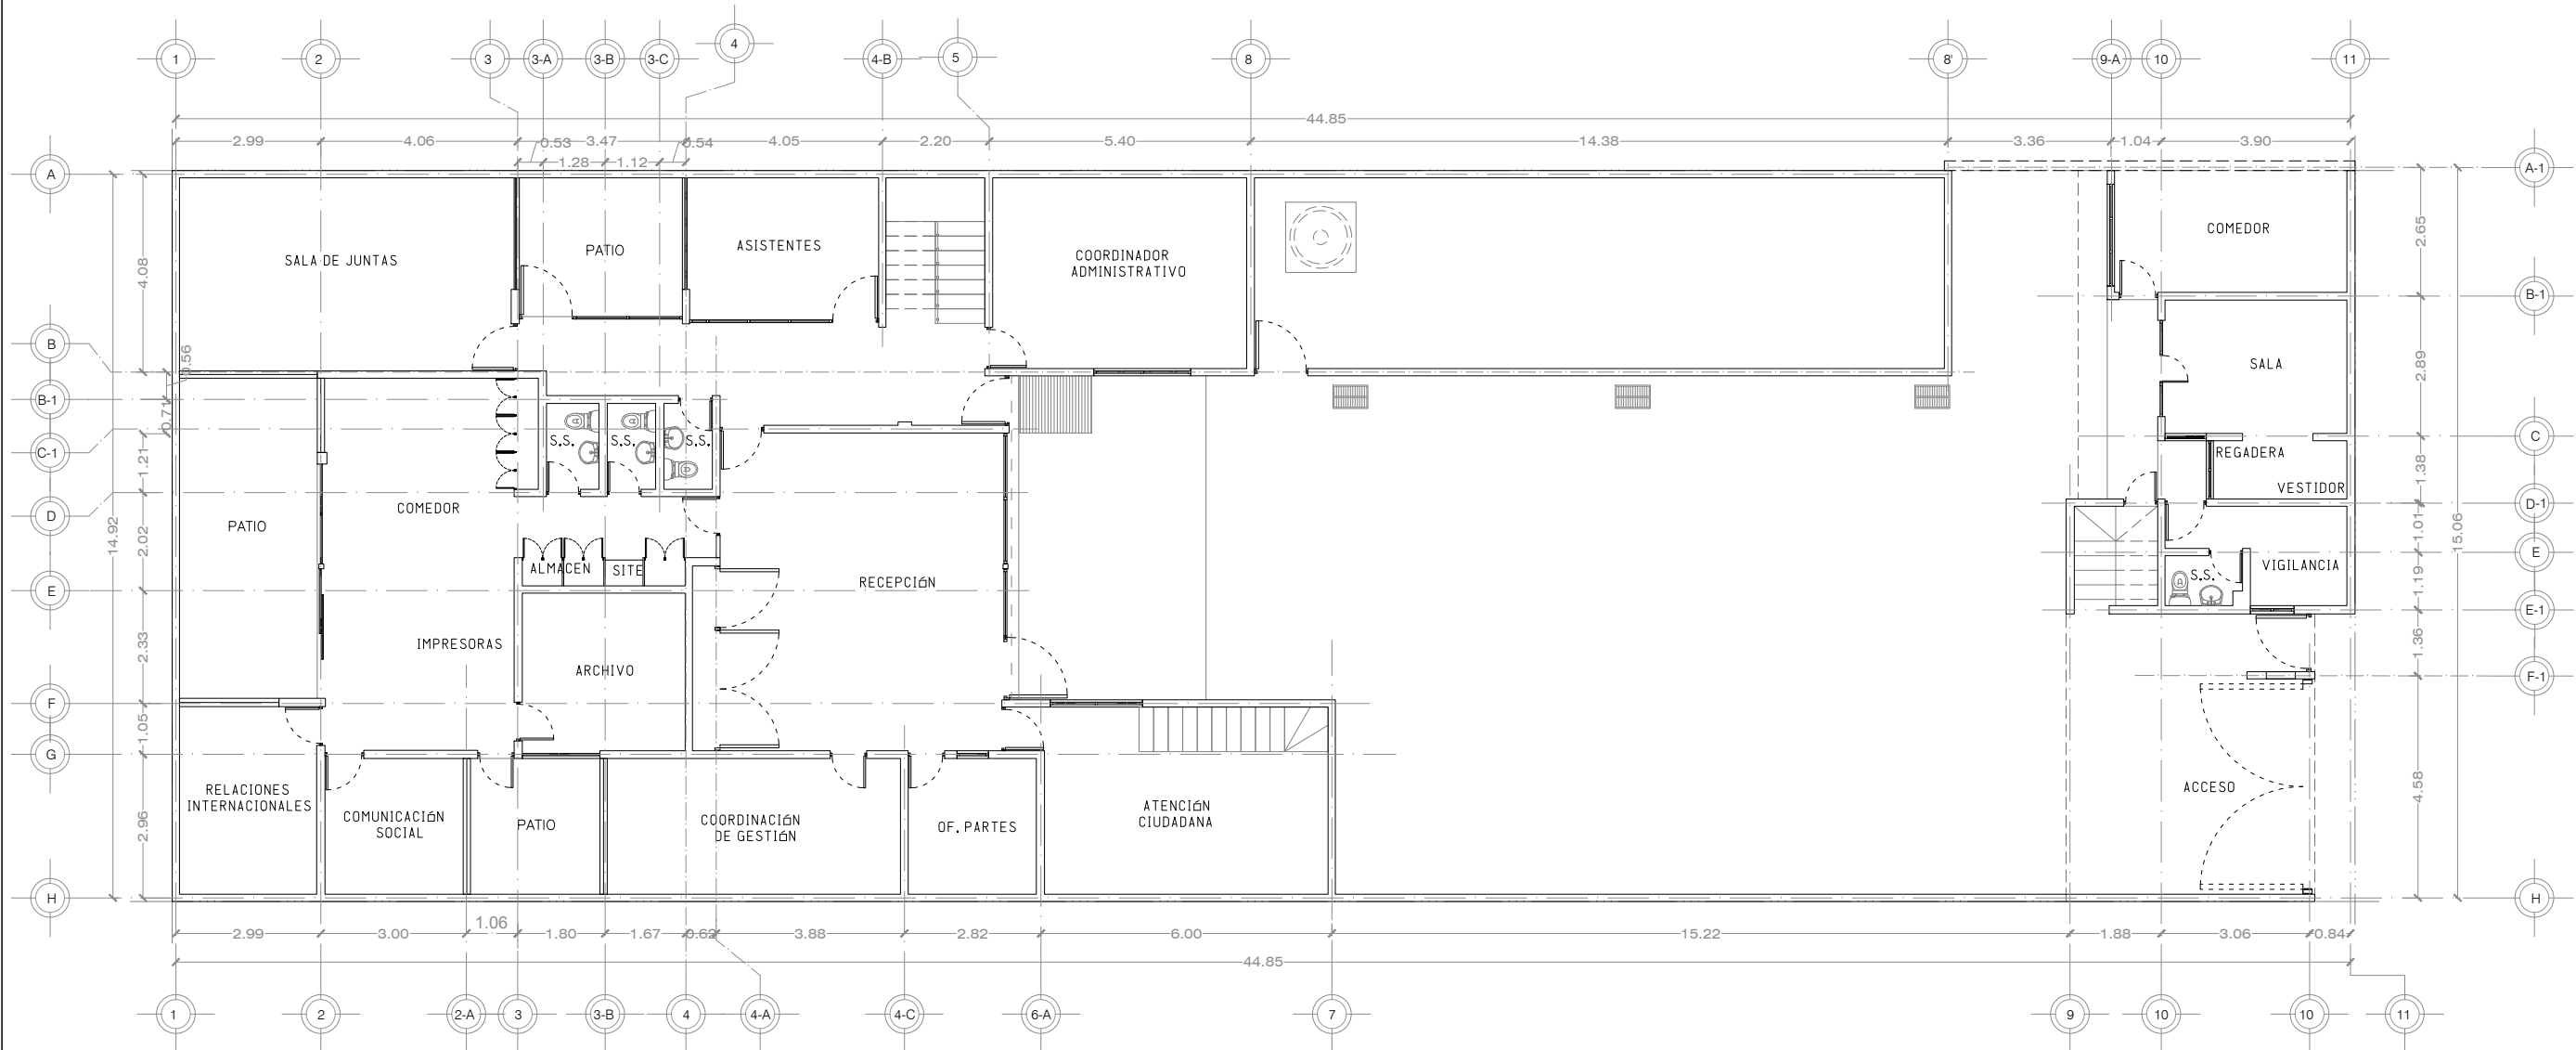 1 2 3 3-A 3-B 3-C 4 4-B 5 8 8' 9-A 10 11
44.85
2.99 4.06 0.53 3.47 0.54 4.05 2.20 5.40 14.38 3.36 1.04 3.90
1.28 1.12
A
A-1
B
B-1
B-1
C-1
C
D
D-1
E
E
E-1
F
F-1
G
H
H
4.08
0.56
0.71
1.21
2.02
14.92
2.33
1.05
2.96
2.65
2.89
1.38
1.01
15.06
1.19
1.36
4.58
SALA DE JUNTAS
PATIO
ASISTENTES
COORDINADOR
ADMINISTRATIVO
COMEDOR
SALA
REGADERA
VESTIDOR
VIGILANCIA
S.S.
ACCESO
S.S. S.S. S.S.
PATIO
COMEDOR
ALMACEN SITE
RECEPCIóN
IMPRESORAS
ARCHIVO
RELACIONES
INTERNACIONALES
COMUNICACIóN
SOCIAL
PATIO
COORDINACIóN
DE GESTIóN
OF. PARTES
ATENCIóN
CIUDADANA
2.99 3.00 1.06 1.80 1.67 0.62 3.88 2.82 6.00 15.22 1.88 3.06 0.84
44.85
1 2 2-A 3 3-B 4 4-A 4-C 6-A 7 9 10 10 11